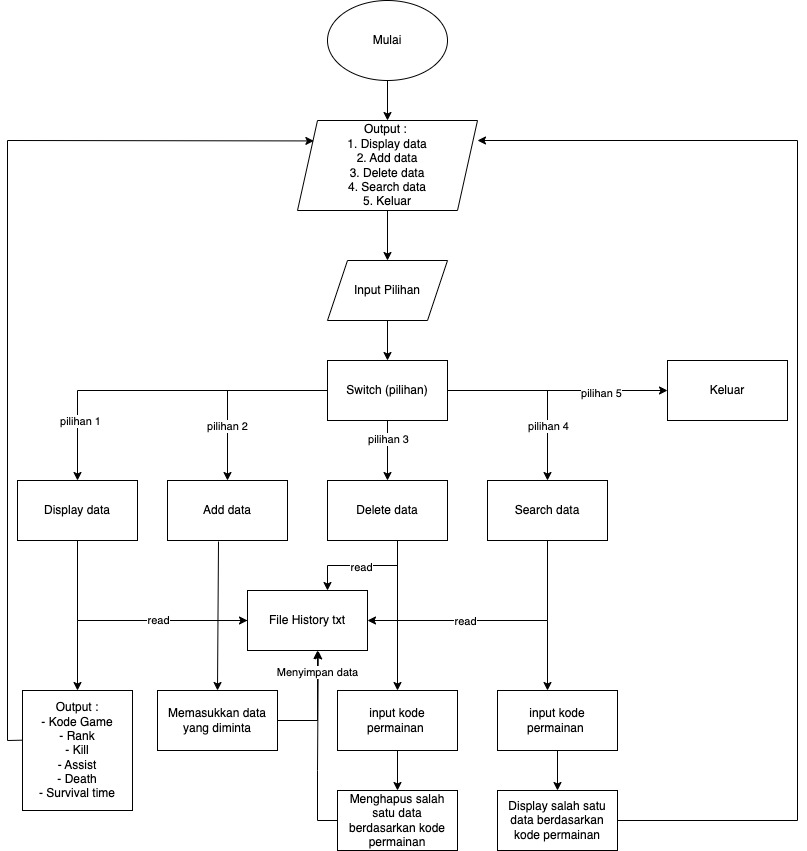 Mulai
Output :
1. Display data
2. Add data
3. Delete data
4. Search data
5. Keluar
Input Pilihan
Switch (pilihan)
pilihan 5
Keluar
pilihan 1
pilihan 2
pilihan 3
pilihan 4
Display data
Add data
Delete data
Search data
read
read
File History txt
read
Menyimpan data
Output :
- Kode Game
- Rank
- Kill
- Assist
- Death
- Survival time
Memasukkan data
yang diminta
input kode
permainan
input kode
permainan
Menghapus salah
satu data
berdasarkan kode
permainan
Display salah satu
data berdasarkan
kode permainan